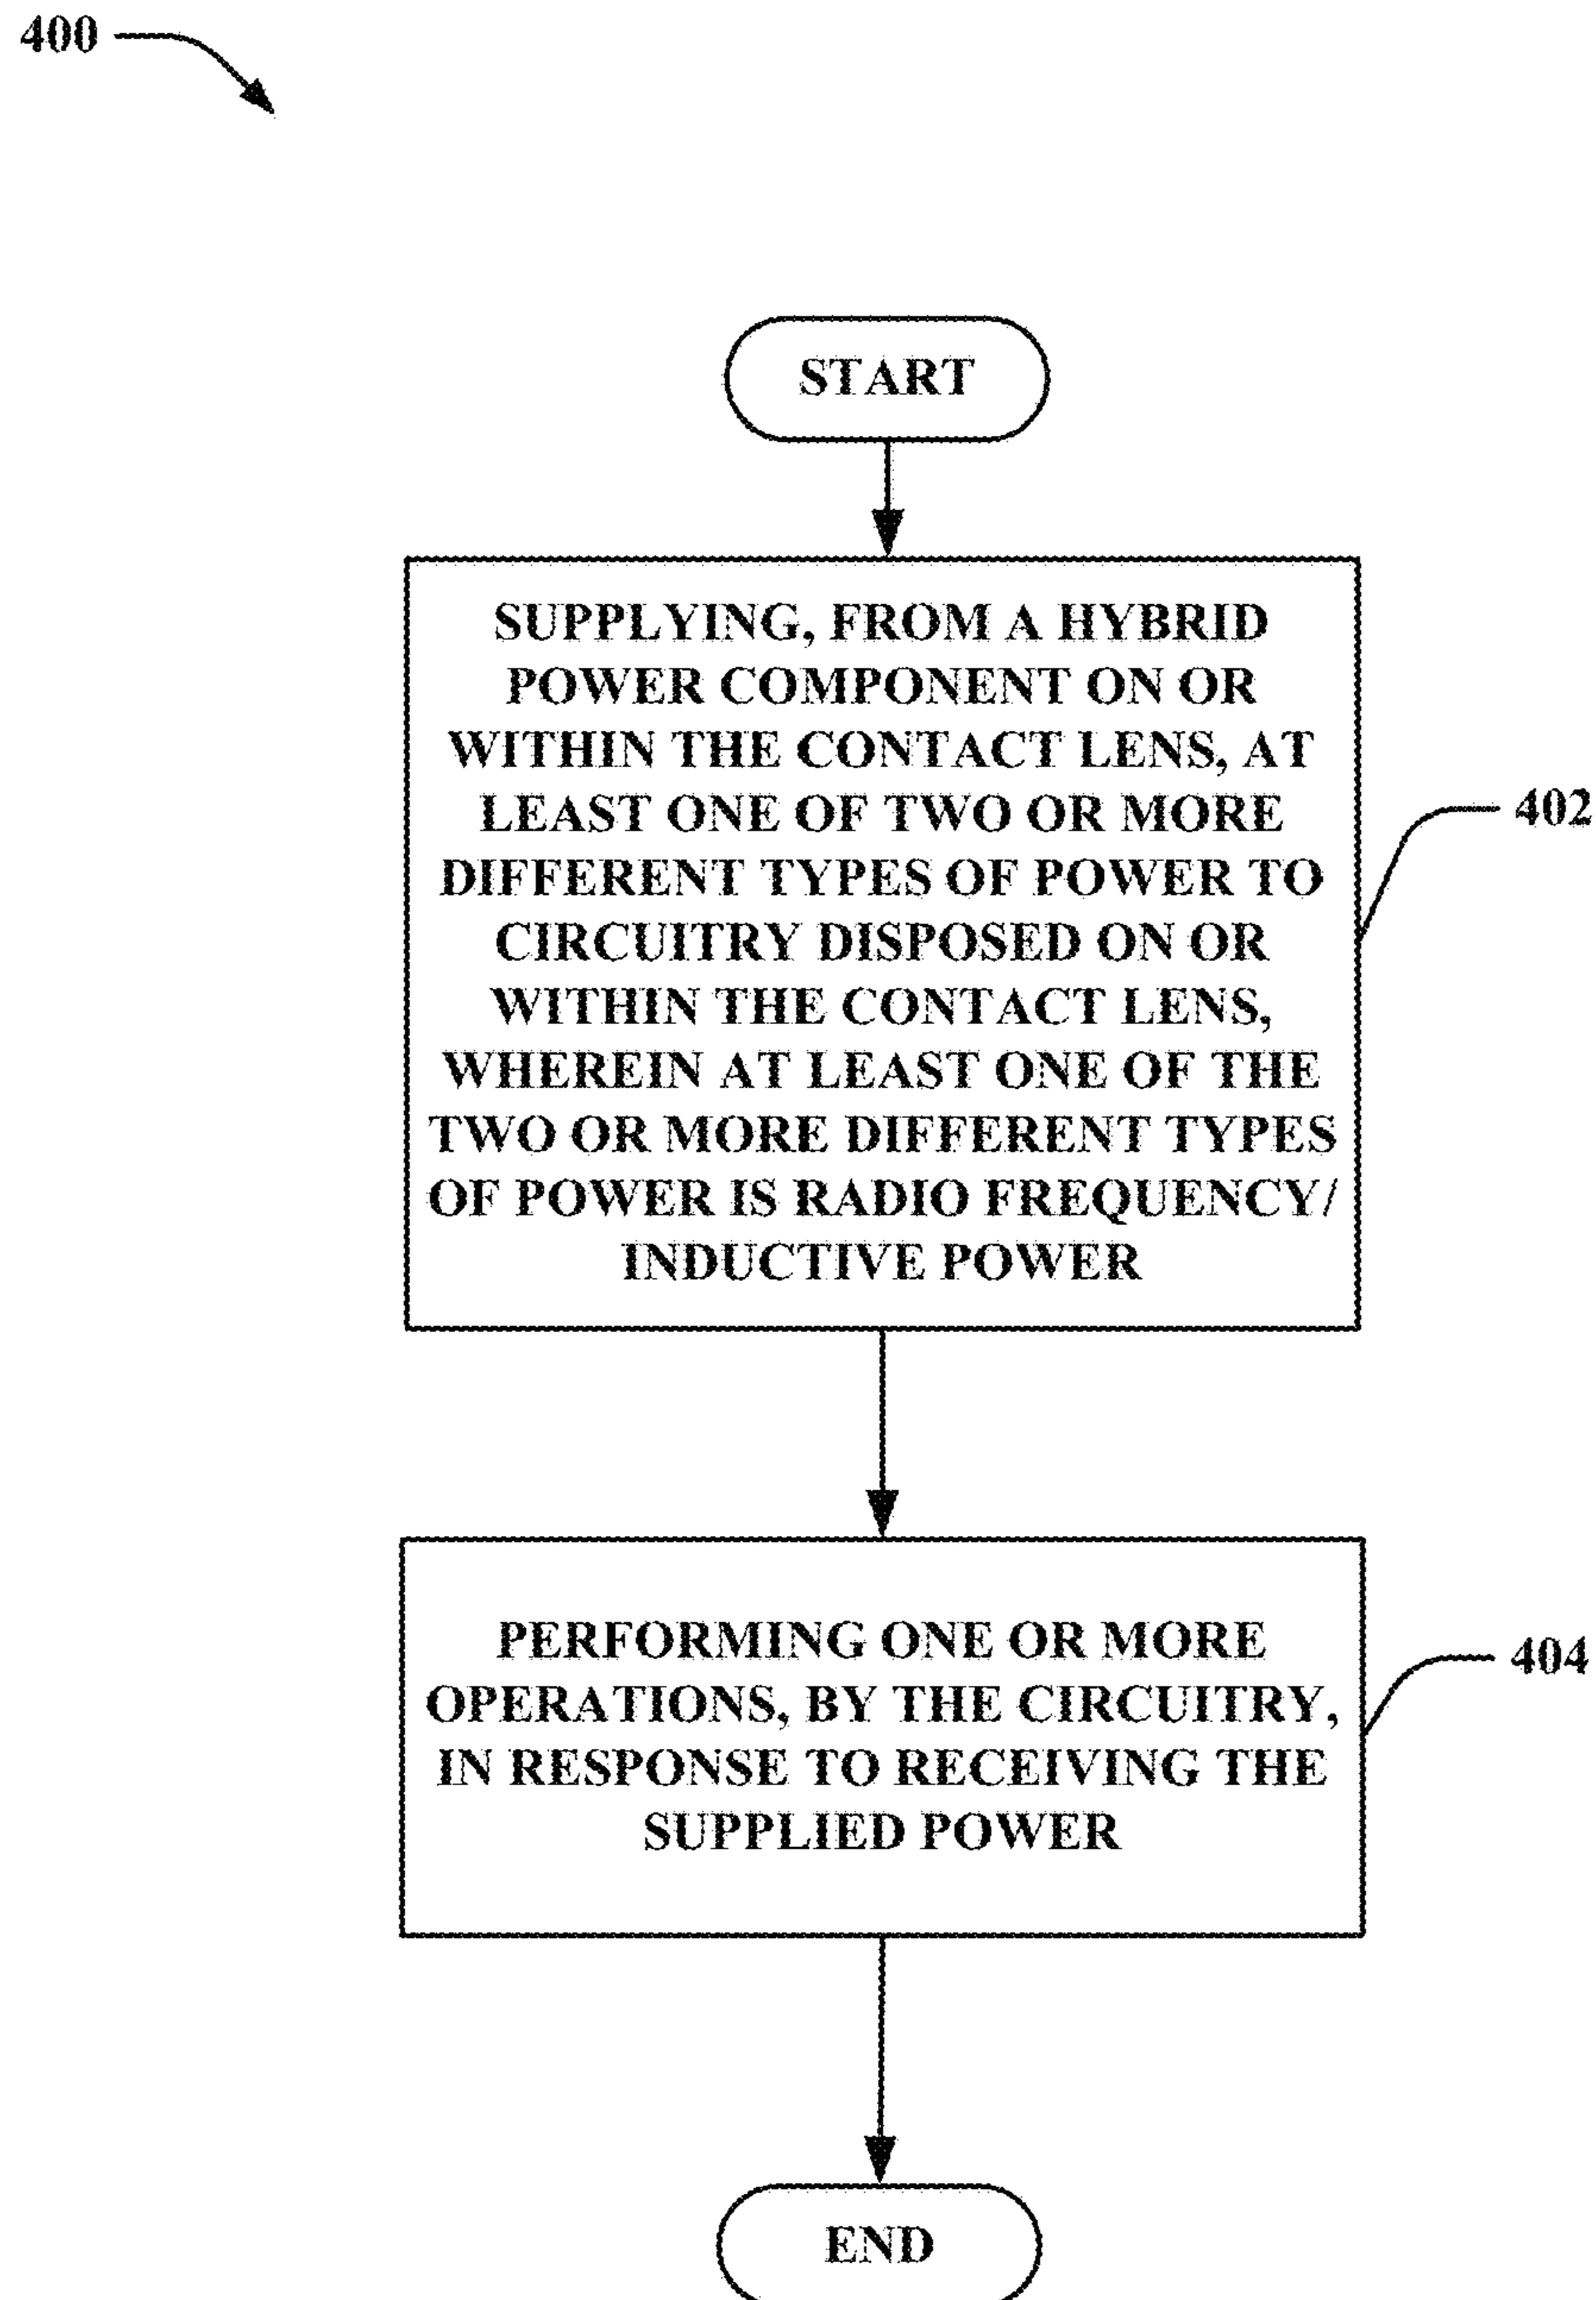 400
START
SUPPLYING, FROM A HYBRID
POWER COMPONENT ON OR
WITHIN THE CONTACT LENS, AT
LEAST ONE OF TWO OR MORE
DIFFERENT TYPES OF POWER TO
CIRCUITRY DISPOSED ON OR
WITHIN THE CONTACT LENS,
WHEREIN AT LEAST ONE OF THE
TWO OR MORE DIFFERENT TYPES
OF POWER IS RADIO FREQUENCY/
INDUCTIVE POWER
402
PERFORMING ONE OR MORE
OPERATIONS, BY THE CIRCUITRY,
IN RESPONSE TO RECEIVING THE
SUPPLIED POWER
404
END